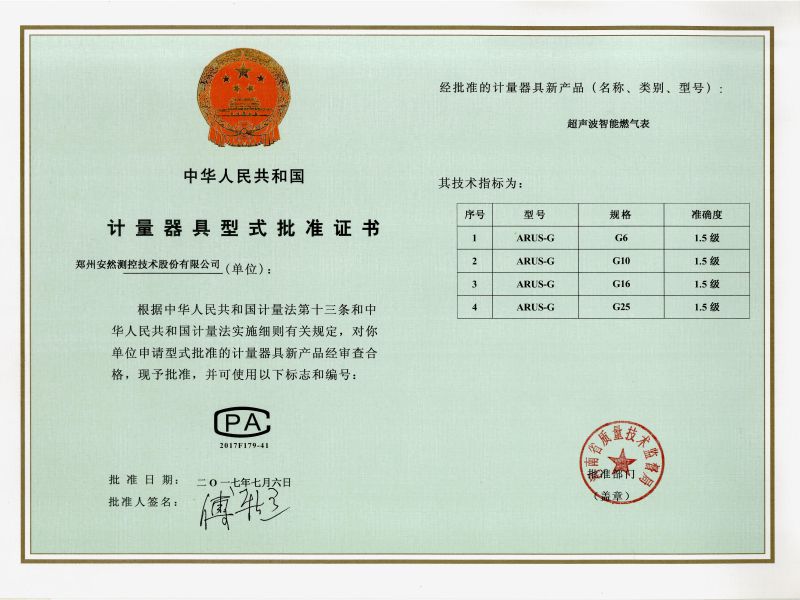 中华人民共和国
计量器具型式批准证书
郑州安然测控技术股份有限公司(单位):
根据中华人民共和国计量法第十三条和中
华人民共和国计量法实施细则有关规定，对你
单位申请型式批准的计量器具新产品经审查合
格，现予批准，并可使用以下标志和编号:
CPA
2017F179-41
批准日期: 二O一七年七月六日
批准人签名:
经批准的计量器具新产品（名称、类别、型号）:
超声波智能燃气表
其技术指标为:
序号 型号 规格 准确度
1 ARUS-G G6 1.5 级
2 ARUS-G G10 1.5 级
3 ARUS-G G16 1.5 级
4 ARUS-G G25 1.5 级
河南省质量技术监督局
批准部门
（盖章）